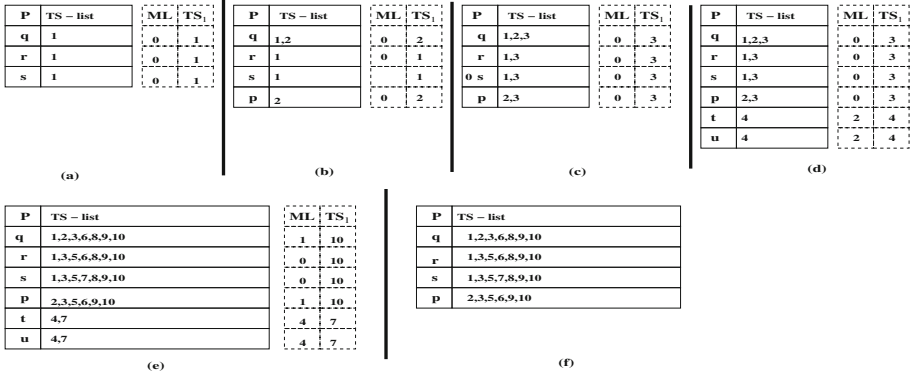 P TS – list ML TS1
q 1 0 1
r 1 0 1
s 1 0 1
(a)
P TS – list ML TS1
q 1,2 0 2
r 1 0 1
s 1 1
p 2 0 2
(b)
P TS – list ML TS1
q 1,2,3 0 3
r 1,3 0 3
0 s 1,3 0 3
p 2,3 0 3
(c)
P TS – list ML TS1
q 1,2,3 0 3
r 1,3 0 3
s 1,3 0 3
p 2,3 0 3
t 4 2 4
u 4 2 4
(d)
P TS – list ML TS1
q 1,2,3,6,8,9,10 1 10
r 1,3,5,6,8,9,10 0 10
s 1,3,5,7,8,9,10 0 10
p 2,3,5,6,9,10 1 10
t 4,7 4 7
u 4,7 4 7
(e)
P TS – list
q 1,2,3,6,8,9,10
r 1,3,5,6,8,9,10
s 1,3,5,7,8,9,10
p 2,3,5,6,9,10
(f)